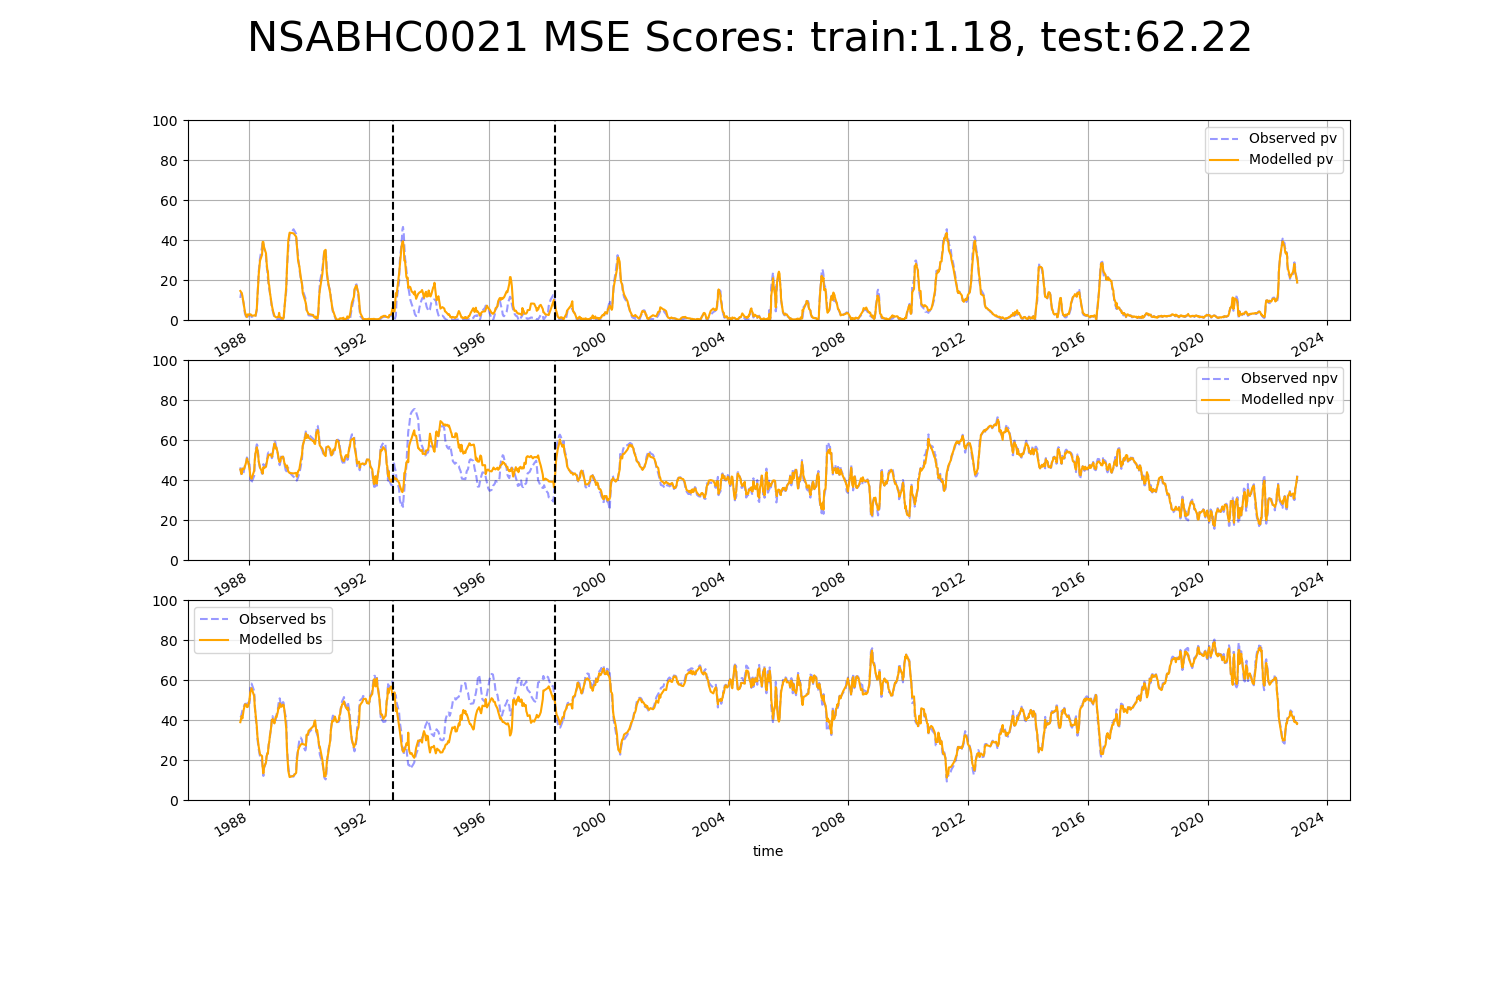 NSABHC0021 MSE Scores: train:1.18, test:62.22
100
80
60
40
20
0
Observed pv
Modelled pv
1988 1992 1996 2000 2004 2008 2012 2016 2020 2024
100
80
60
40
20
0
Observed npv
Modelled npv
1988 1992 1996 2000 2004 2008 2012 2016 2020 2024
100
80
60
40
20
0
Observed bs
Modelled bs
1988 1992 1996 2000 2004 2008 2012 2016 2020 2024
time